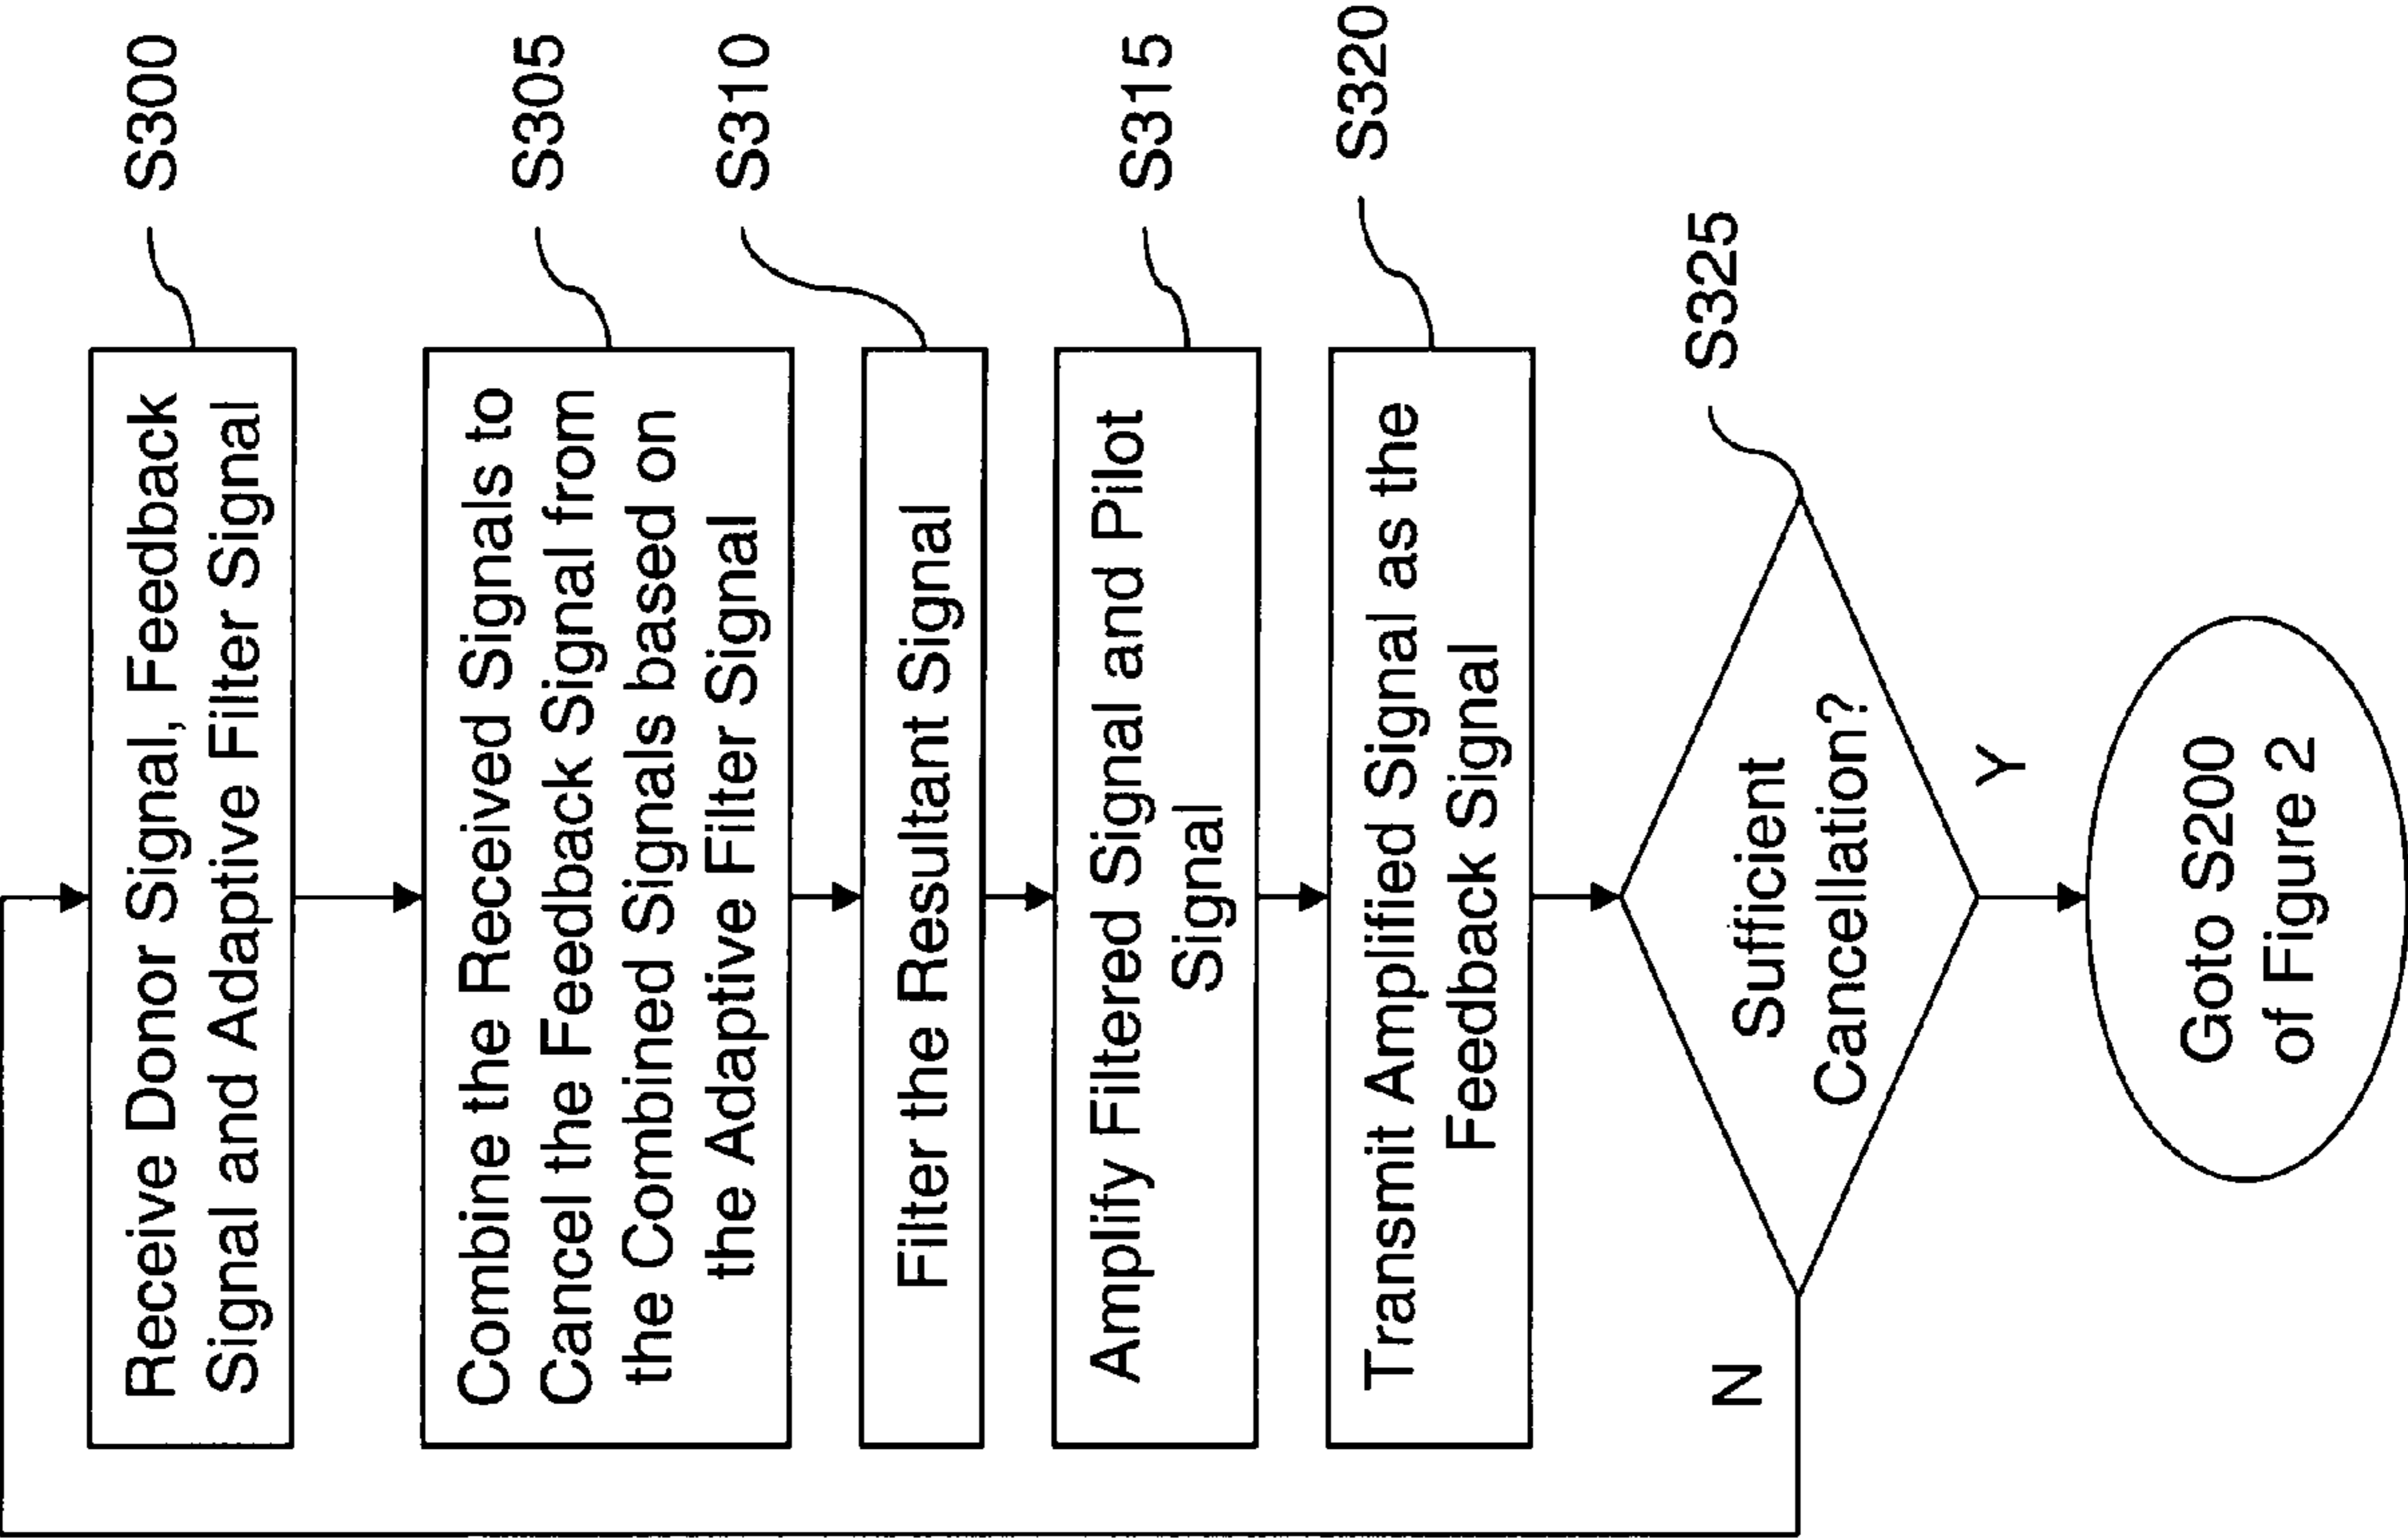 Receive Donor Signal, Feedback
Signal and Adaptive Filter Signal
S300
Combine the Received Signals to
Cancel the Feedback Signal from
the Combined Signals based on
the Adaptive Filter Signal
S305
Filter the Resultant Signal
S310
Amplify Filtered Signal and Pilot
Signal
S315
Transmit Amplified Signal as the
Feedback Signal
S320
Sufficient
Cancellation?
S325
N
Y
Goto S200
of Figure 2